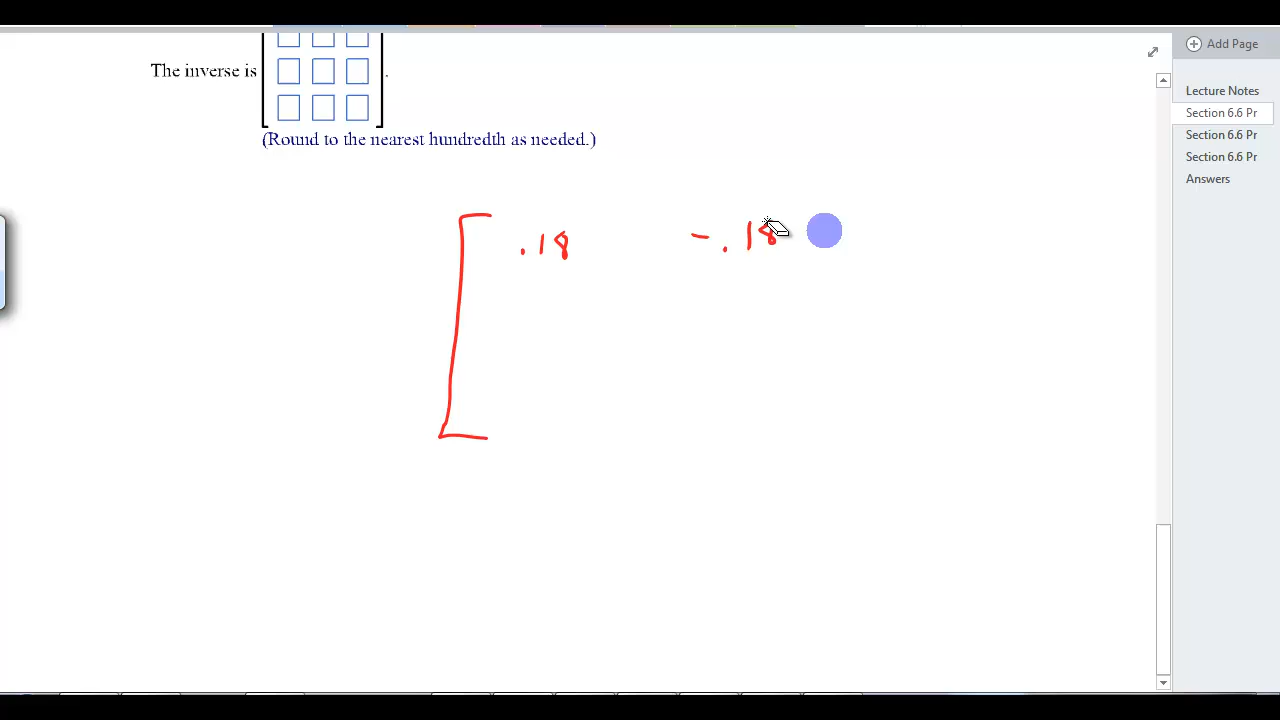 Add Page
The inverse is .
(Round to the nearest hundredth as needed.)
Lecture Notes
Section 6.6 Pr
Section 6.6 Pr
Section 6.6 Pr
Answers
.18 -.18